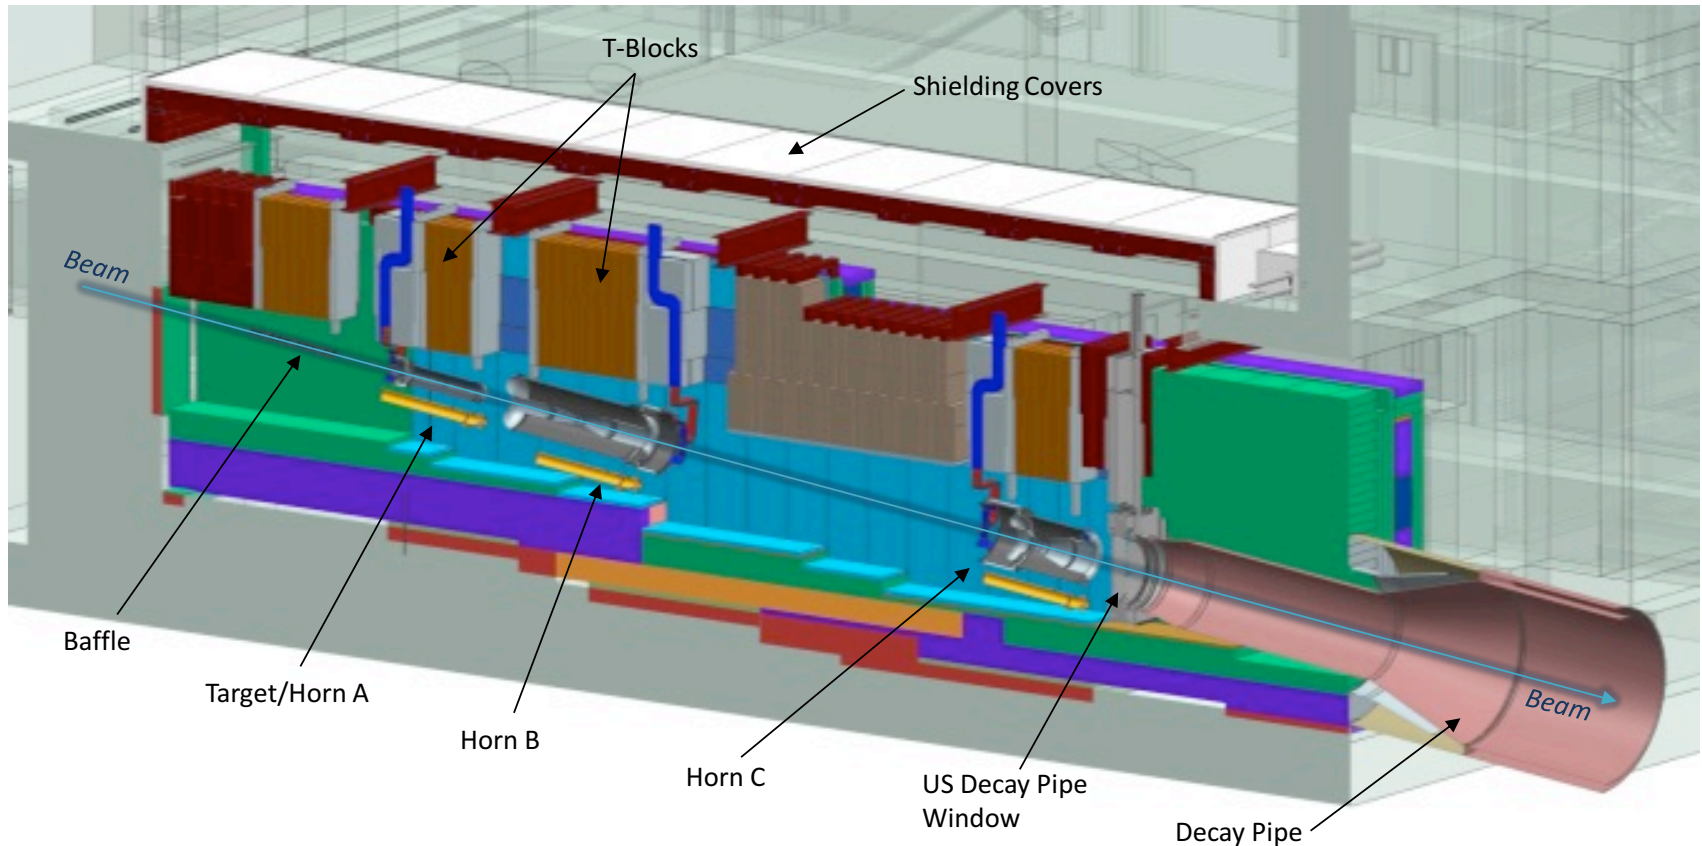 T-Blocks
Shielding Covers
Beam
Baffle
Target/Horn A
Horn B
Horn C
US Decay Pipe
Window
Decay Pipe
Beam